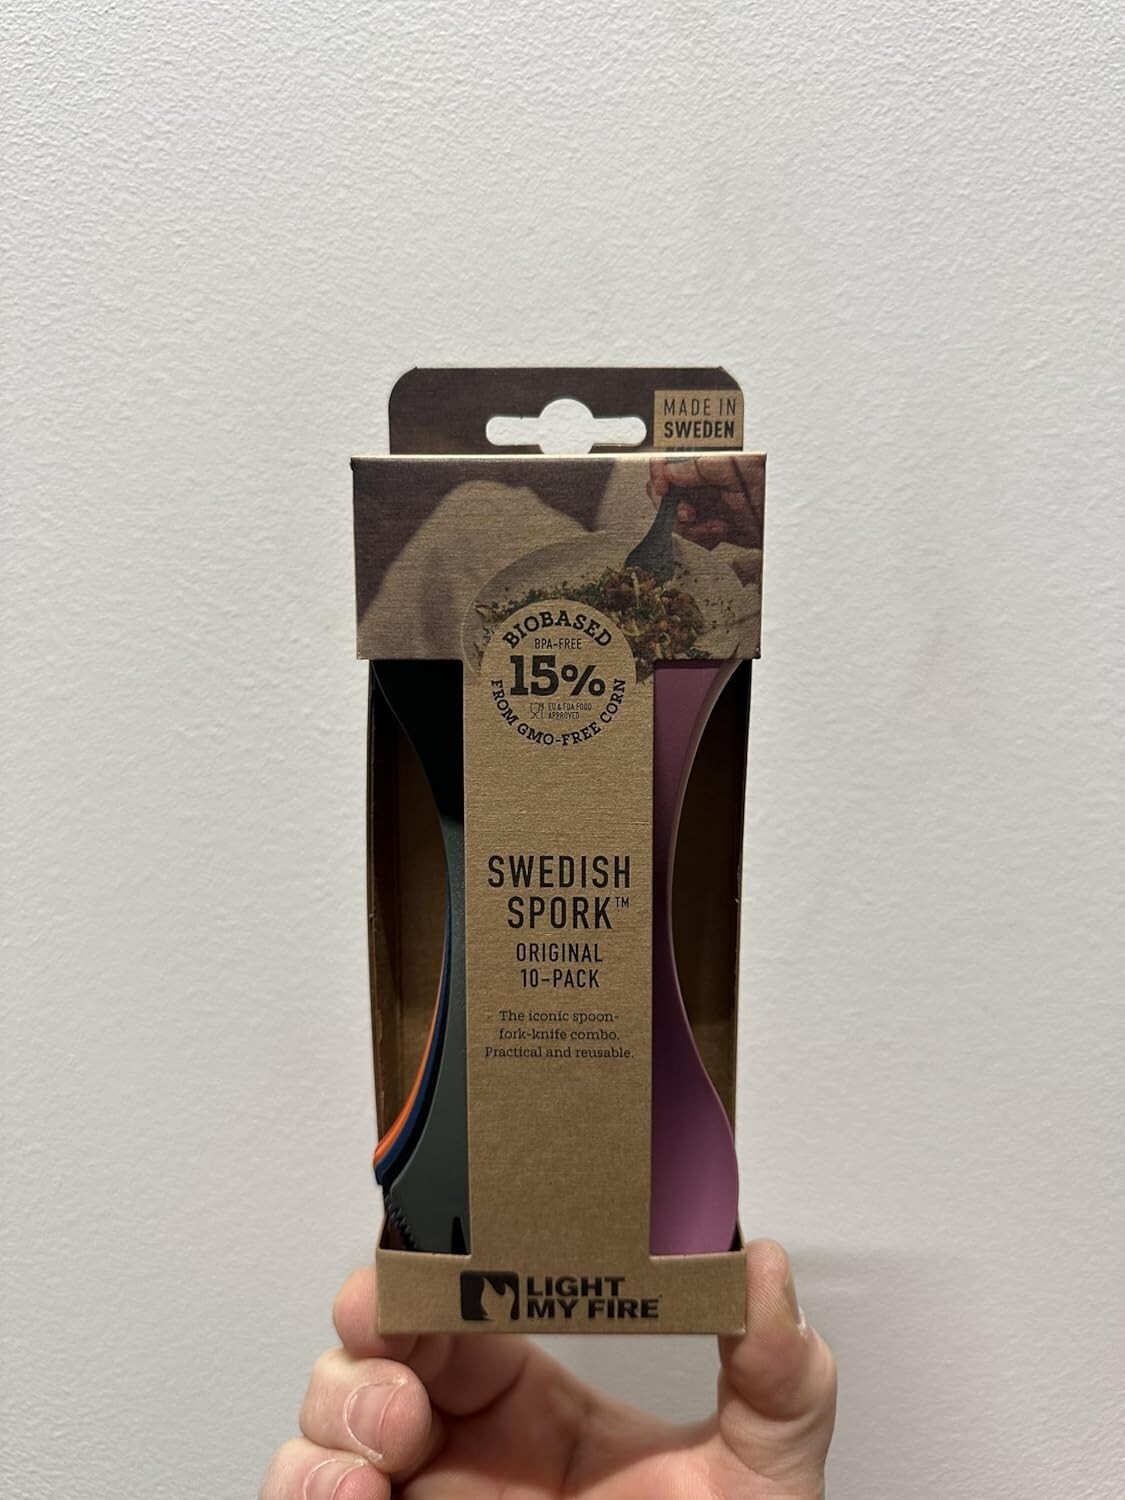 MADE IN
SWEDEN
BIOBASED
BPA-FREE
15%
EU & FDA FOOD
APPROVED
FROM GMO-FREE CORN
SWEDISH
SPORK™
ORIGINAL
10-PACK
The iconic spoon-
fork-knife combo.
Practical and reusable.
LIGHT
MY FIRE